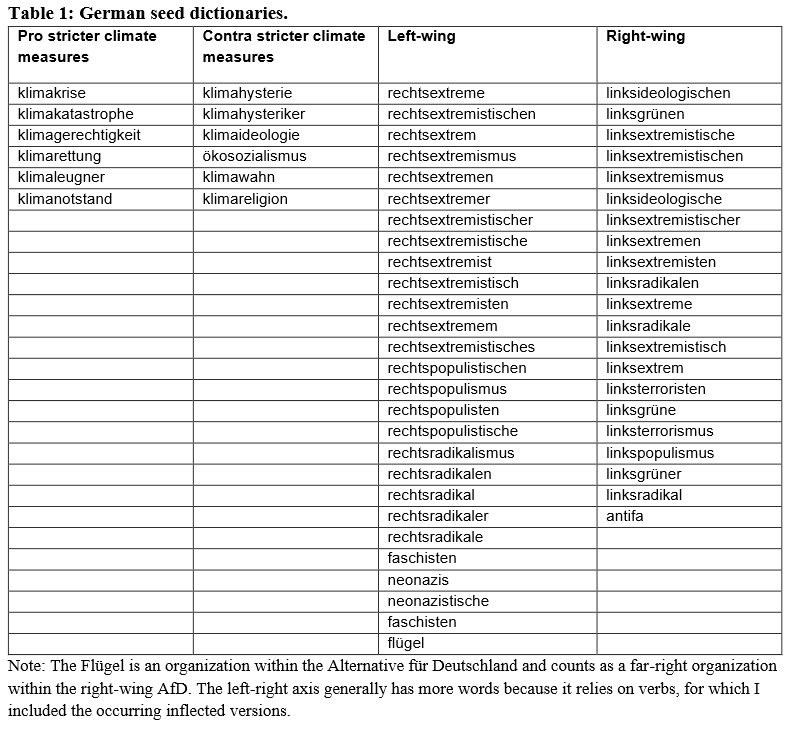 Table 1: German seed dictionaries.
Pro stricter climate measures Contra stricter climate measures Left-wing Right-wing
klimakrise klimahysterie rechtsextreme linksideologischen
klimakatastrophe klimahysteriker rechtsextremistischen linksgrünen
klimagerechtigkeit klimaideologie rechtsextrem linksextremistische
klimarettung ökosozialismus rechtsextremismus linksextremistischen
klimaleugner klimawahn rechtsextremen linksextremismus
klimanotstand klimareligion rechtsextremer linksideologische
rechtsextremistischer linksextremistischer
rechtsextremistische linksextremen
rechtsextremist linksextremisten
rechtsextremistisch linksradikalen
rechtsextremisten linksextreme
rechtsextremem linksradikale
rechtsextremistisches linksextremistisch
rechtspopulistischen linksextrem
rechtspopulismus linksterroristen
rechtspopulisten linksgrüne
rechtspopulistische linksterrorismus
rechtsradikalismus linkspopulismus
rechtsradikalen linksgrüner
rechtsradikal linksradikal
rechtsradikaler antifa
rechtsradikale
faschisten
neonazis
neonazistische
faschisten
flügel
Note: The Flügel is an organization within the Alternative für Deutschland and counts as a far-right organization
within the right-wing AfD. The left-right axis generally has more words because it relies on verbs, for which I
included the occurring inflected versions.